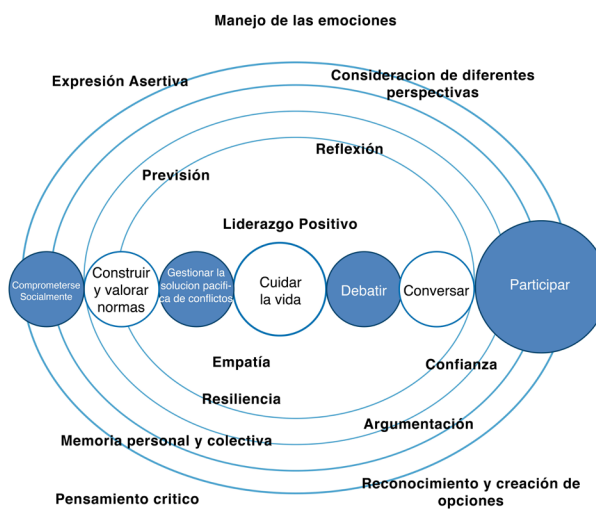 Manejo de las emociones
Expresión Asertiva
Consideracion de diferentes
perspectivas
Reflexión
Previsión
Liderazgo Positivo
Comprometerse
Socialmente
Construir
y valorar
normas
Gestionar la
solucion pacifi-
ca de conflictos
Cuidar
la vida
Debatir
Conversar
Participar
Empatía
Confianza
Resiliencia
Argumentación
Memoria personal y colectiva
Pensamiento critico
Reconocimiento y creación de
opciones